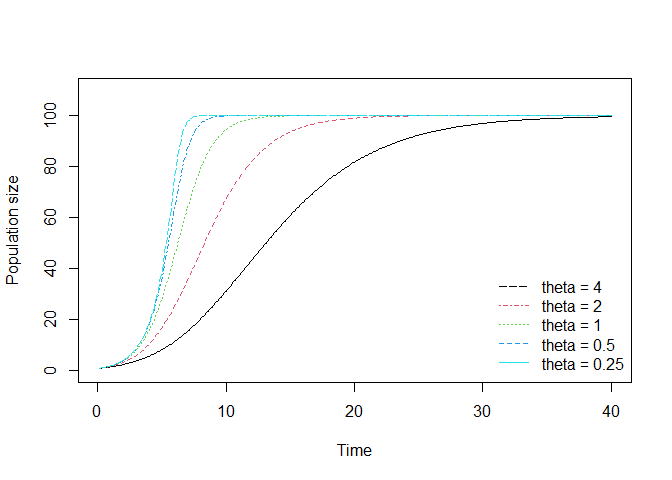 Population size
100
80
60
40
20
0
theta = 4
theta = 2
theta = 1
theta = 0.5
theta = 0.25
0 10 20 30 40
Time